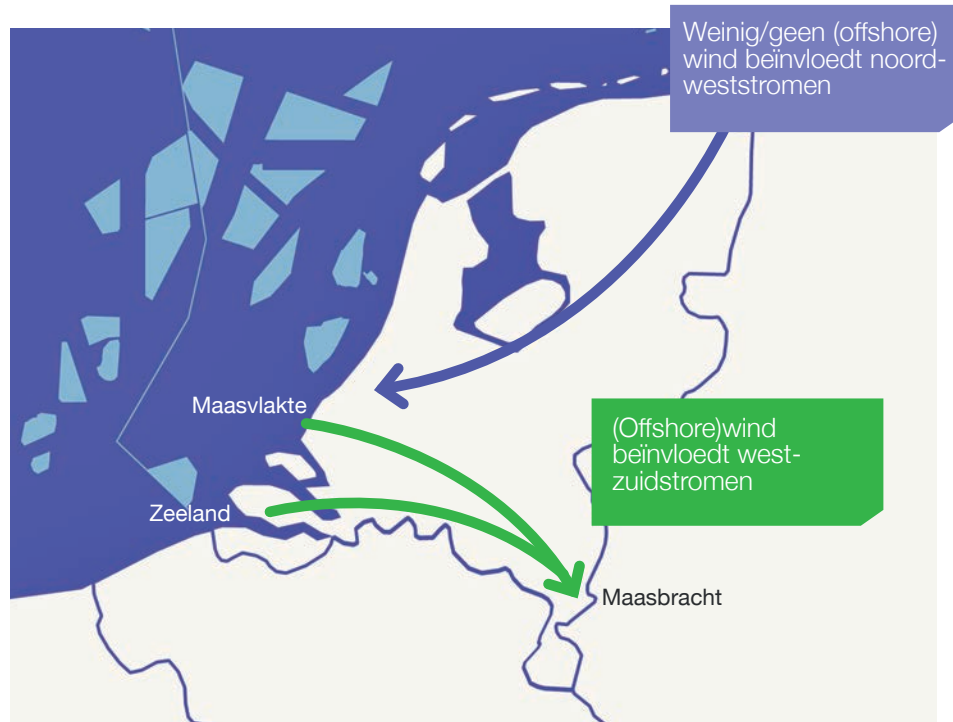 Weinig/geen (offshore)
wind beïnvloedt noord-
weststromen
Maasvlakte
(Offshore)wind
beïnvloedt west-
zuidstromen
Zeeland
Maasbracht